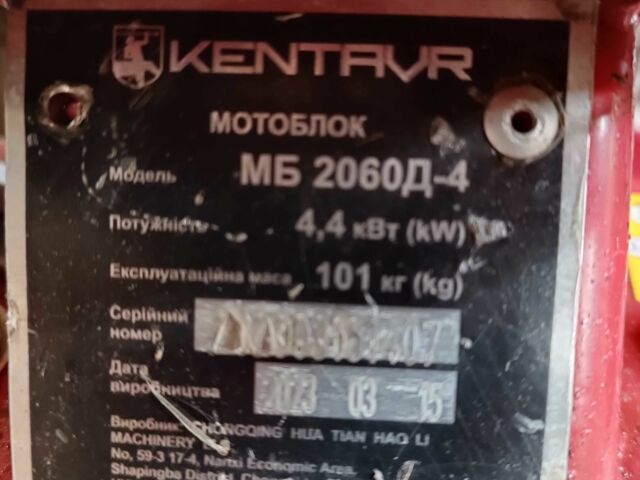 KENTAVR
МОТОБЛОК
Модель МБ 2060Д-4
Потужність 4,4 кВт (kW)
Експлуатаційна маса 101 кг (kg)
Серійний
номер
Дата
виробництва 2023 03 15
Виробник: CHONGQING HUA TIAN HAO LI
MACHINERY
No, 59-3 17-4, Nanxi Economic Area.
Shapingba District,